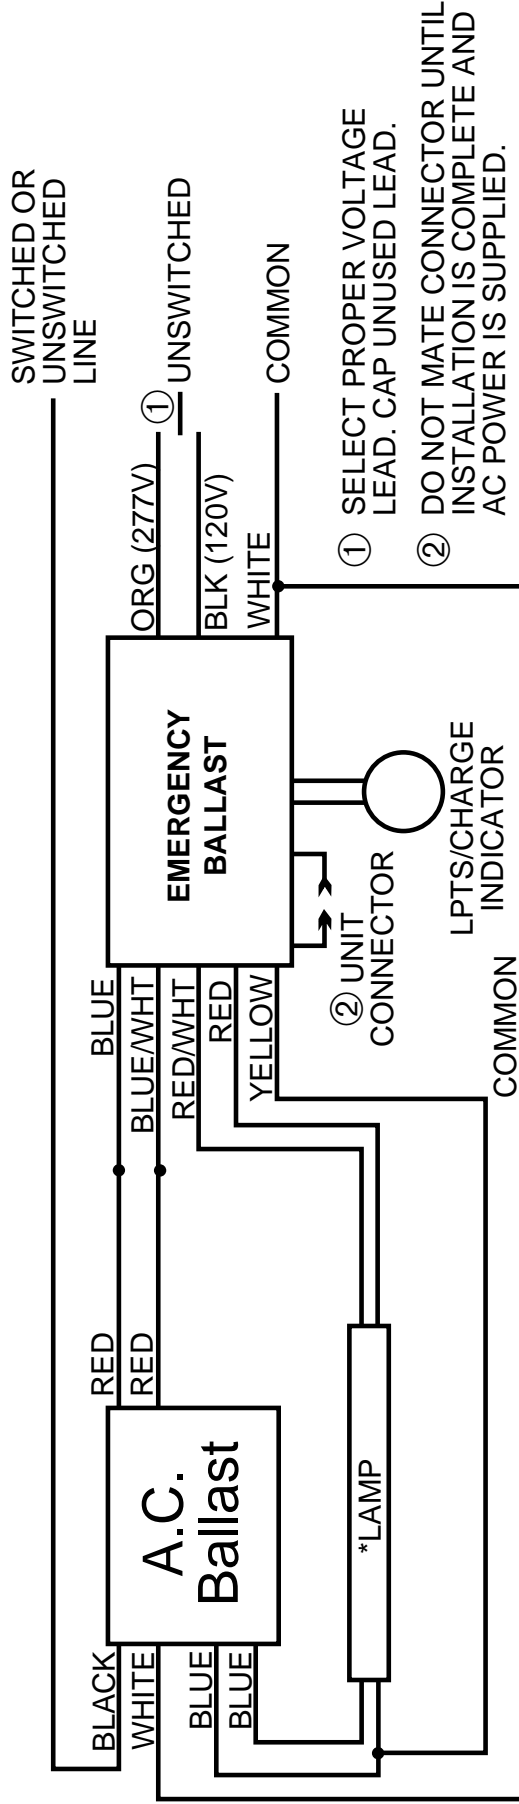 SWITCHED OR
UNSWITCHED
LINE
BLACK
WHITE
BLUE
BLUE
A.C.
Ballast
RED
RED
BLUE
BLUE/WHT
RED/WHT
RED
YELLOW
EMERGENCY
BALLAST
ORG (277V)
BLK (120V)
WHITE
① UNSWITCHED
COMMON
*LAMP
② UNIT
CONNECTOR
LPTS/CHARGE
INDICATOR
COMMON
① SELECT PROPER VOLTAGE
LEAD. CAP UNUSED LEAD.
② DO NOT MATE CONNECTOR UNTIL
INSTALLATION IS COMPLETE AND
AC POWER IS SUPPLIED.